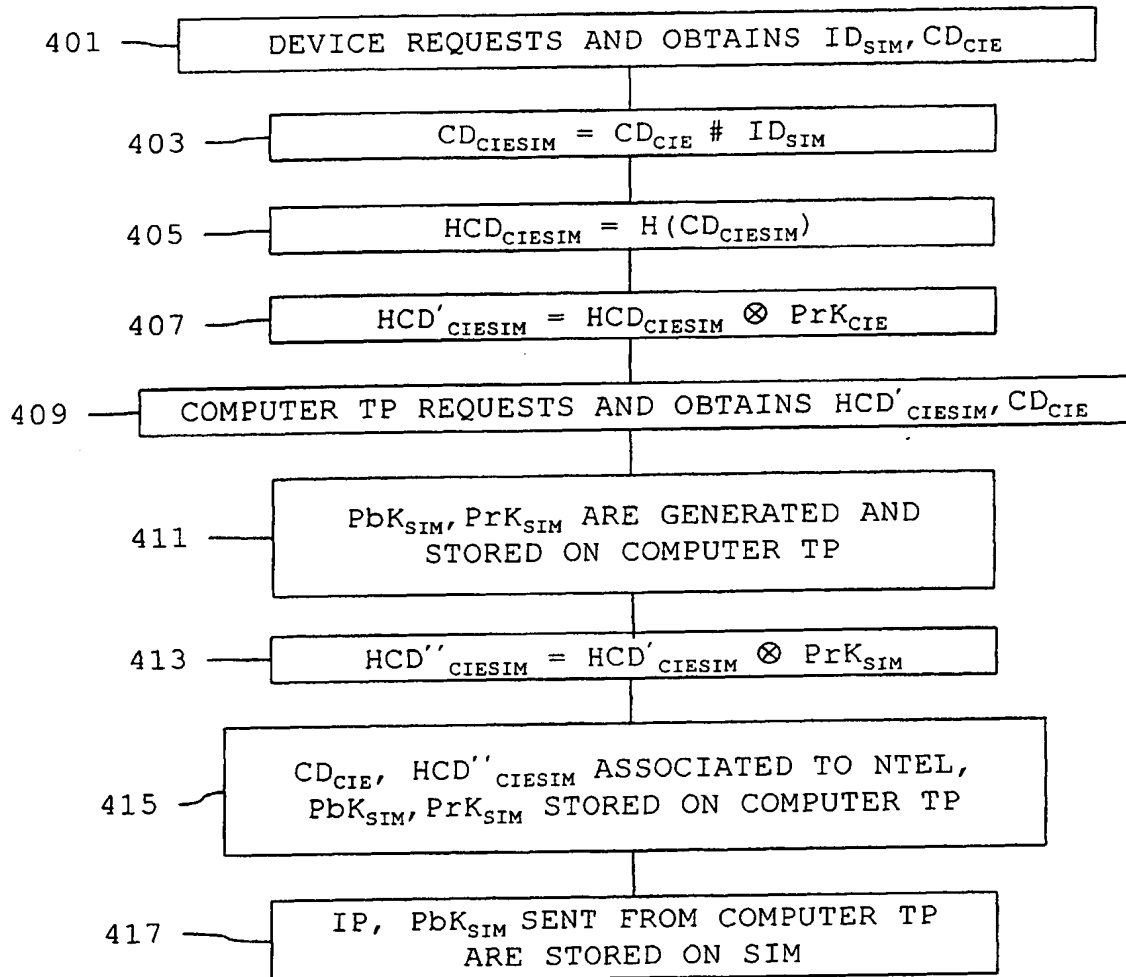 401 DEVICE REQUESTS AND OBTAINS ID_SIM, CD_CIE
403 CD_CIESIM = CD_CIE # ID_SIM
405 HCD_CIESIM = H(CD_CIESIM)
407 HCD'_CIESIM = HCD_CIESIM ⊗ PrK_CIE
409 COMPUTER TP REQUESTS AND OBTAINS HCD'_CIESIM, CD_CIE
411 PbK_SIM, PrK_SIM ARE GENERATED AND
STORED ON COMPUTER TP
413 HCD''_CIESIM = HCD'_CIESIM ⊗ PrK_SIM
415 CD_CIE, HCD''_CIESIM ASSOCIATED TO NTEL,
PbK_SIM, PrK_SIM STORED ON COMPUTER TP
417 IP, PbK_SIM SENT FROM COMPUTER TP
ARE STORED ON SIM